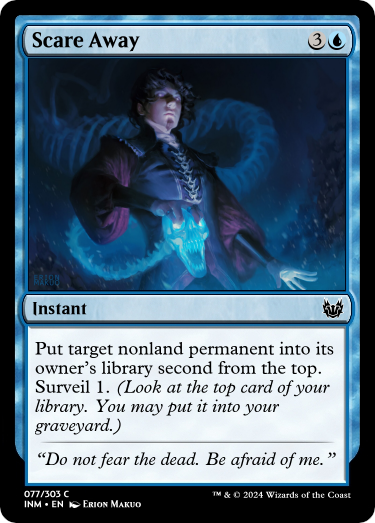 Scare Away 3
Instant
Put target nonland permanent into its
owner's library second from the top.
Surveil 1. (Look at the top card of your
library. You may put it into your
graveyard.)
“Do not fear the dead. Be afraid of me.”
077/303 C
INM • EN Erion Makuo
™ & © 2024 Wizards of the Coast